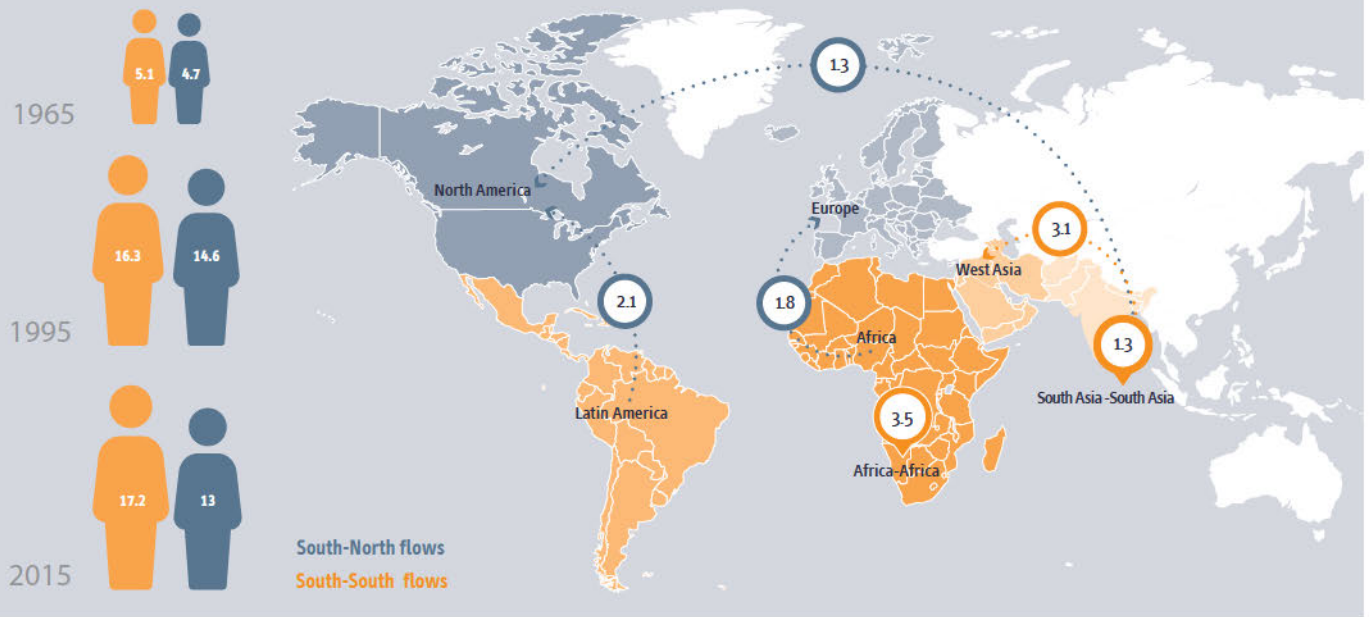 5.1
4.7
1965
16.3
14.6
1995
17.2
13
2015
South-North flows
South-South flows
1.3
North America
Europe
3.1
West Asia
2.1
1.8
Africa
1.3
South Asia -South Asia
Latin America
3.5
Africa-Africa